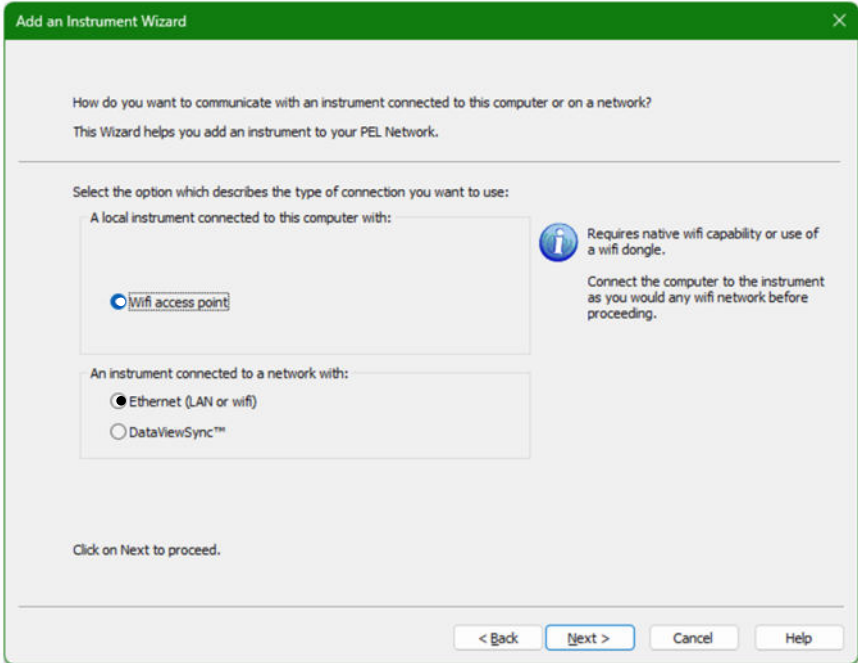 Add an Instrument Wizard
How do you want to communicate with an instrument connected to this computer or on a network?
This Wizard helps you add an instrument to your PEL Network.
Select the option which describes the type of connection you want to use:
A local instrument connected to this computer with:
Wifi access point
Requires native wifi capability or use of
a wifi dongle.
Connect the computer to the instrument
as you would any wifi network before
proceeding.
An instrument connected to a network with:
Ethernet (LAN or wifi)
DataViewSync™
Click on Next to proceed.
< Back
Next >
Cancel
Help